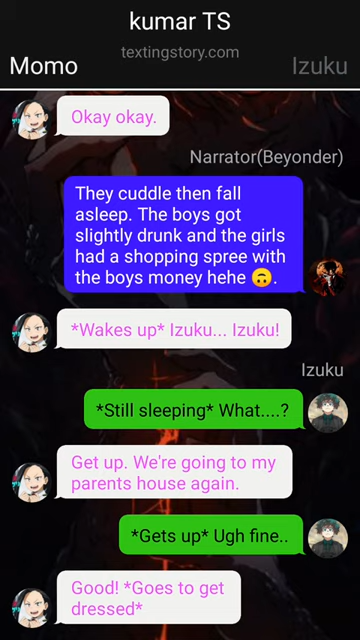 kumar TS
textingstory.com
Momo
Izuku
Okay okay.
Narrator(Beyonder)
They cuddle then fall
asleep. The boys got
slightly drunk and the girls
had a shopping spree with
the boys money hehe 🙃.
*Wakes up* Izuku... Izuku!
Izuku
*Still sleeping* What....?
Get up. We're going to my
parents house again.
*Gets up* Ugh fine..
Good! *Goes to get
dressed*